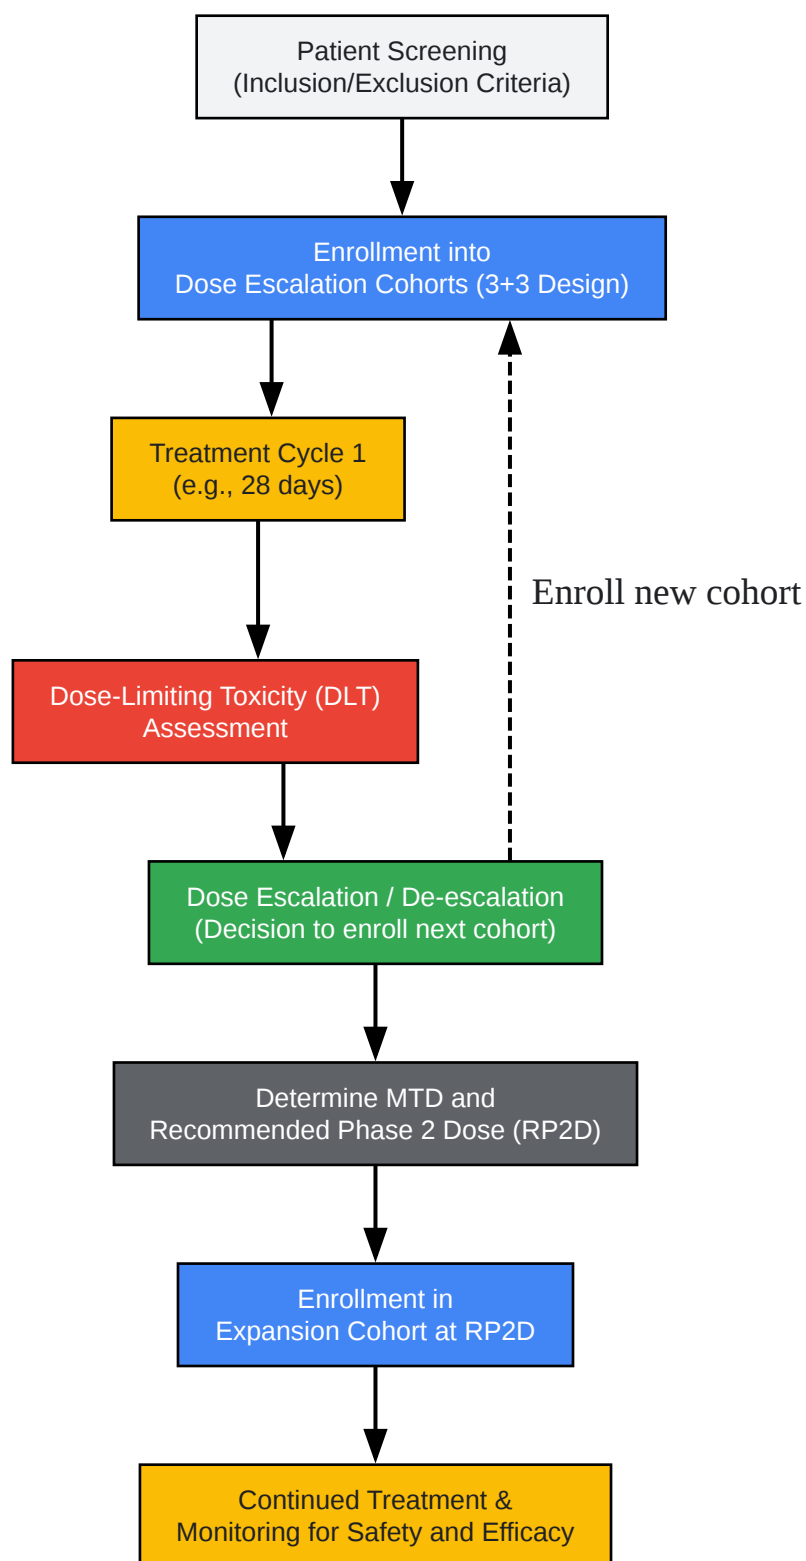 Patient Screening
(Inclusion/Exclusion Criteria)
Enrollment into
Dose Escalation Cohorts (3+3 Design)
Treatment Cycle 1
(e.g., 28 days)
Enroll new cohort
Dose-Limiting Toxicity (DLT)
Assessment
Dose Escalation / De-escalation
(Decision to enroll next cohort)
Determine MTD and
Recommended Phase 2 Dose (RP2D)
Enrollment in
Expansion Cohort at RP2D
Continued Treatment &
Monitoring for Safety and Efficacy